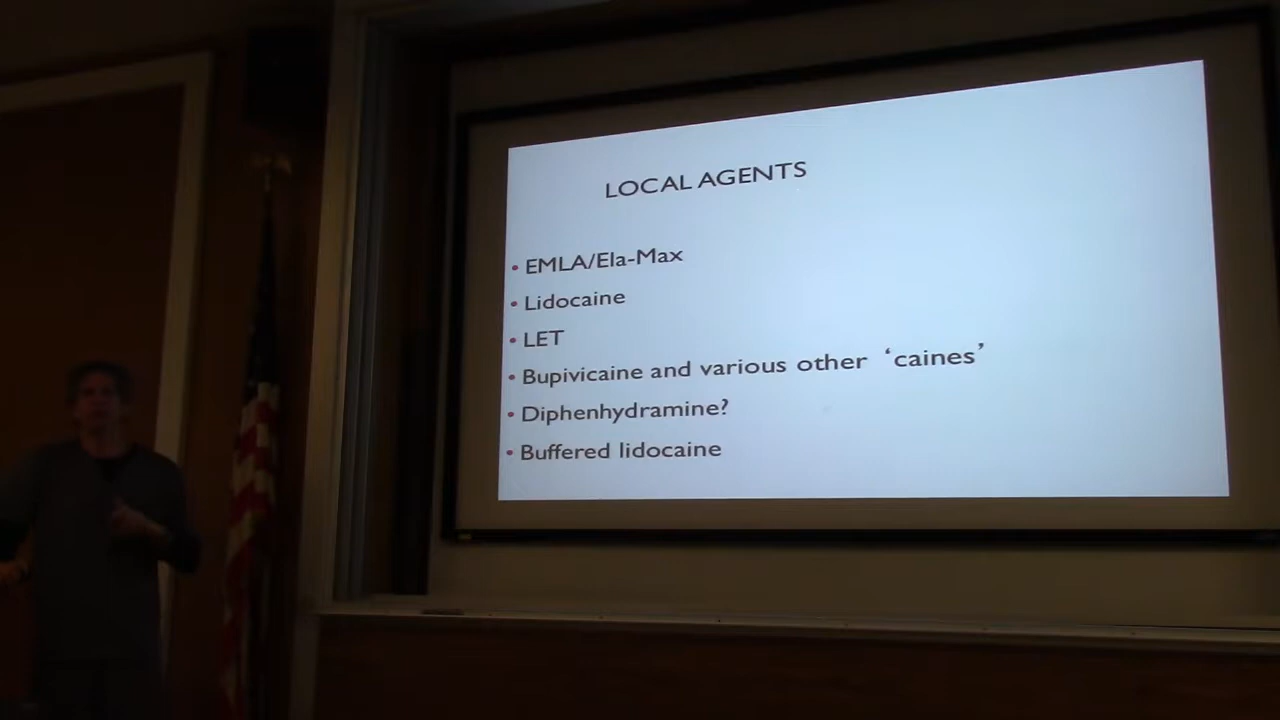 LOCAL AGENTS
• EMLA/Ela-Max
• Lidocaine
• LET
• Bupivicaine and various other ‘caines’
• Diphenhydramine?
• Buffered lidocaine